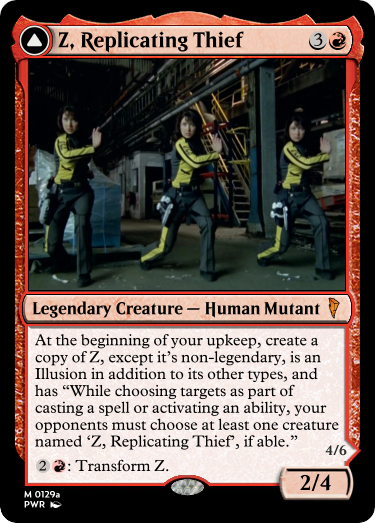 Z, Replicating Thief 3
Legendary Creature — Human Mutant
At the beginning of your upkeep, create a
copy of Z, except it's non-legendary, is an
Illusion in addition to its other types, and
has “While choosing targets as part of
casting a spell or activating an ability, your
opponents must choose at least one creature
named ‘Z, Replicating Thief’, if able.”
4/6
2 : Transform Z.
2/4
M 0129a
PWR